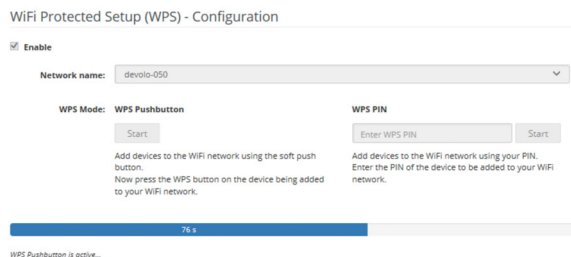 WiFi Protected Setup (WPS) - Configuration
Enable
Network name: devolo-050
WPS Mode: WPS Pushbutton WPS PIN
Start Enter WPS PIN Start
Add devices to the WiFi network using the soft push
button.
Now press the WPS button on the device being added
to your WiFi network.
Add devices to the WiFi network using your PIN.
Enter the PIN of the device to be added to your WiFi
network.
76 s
WPS Pushbutton is active...